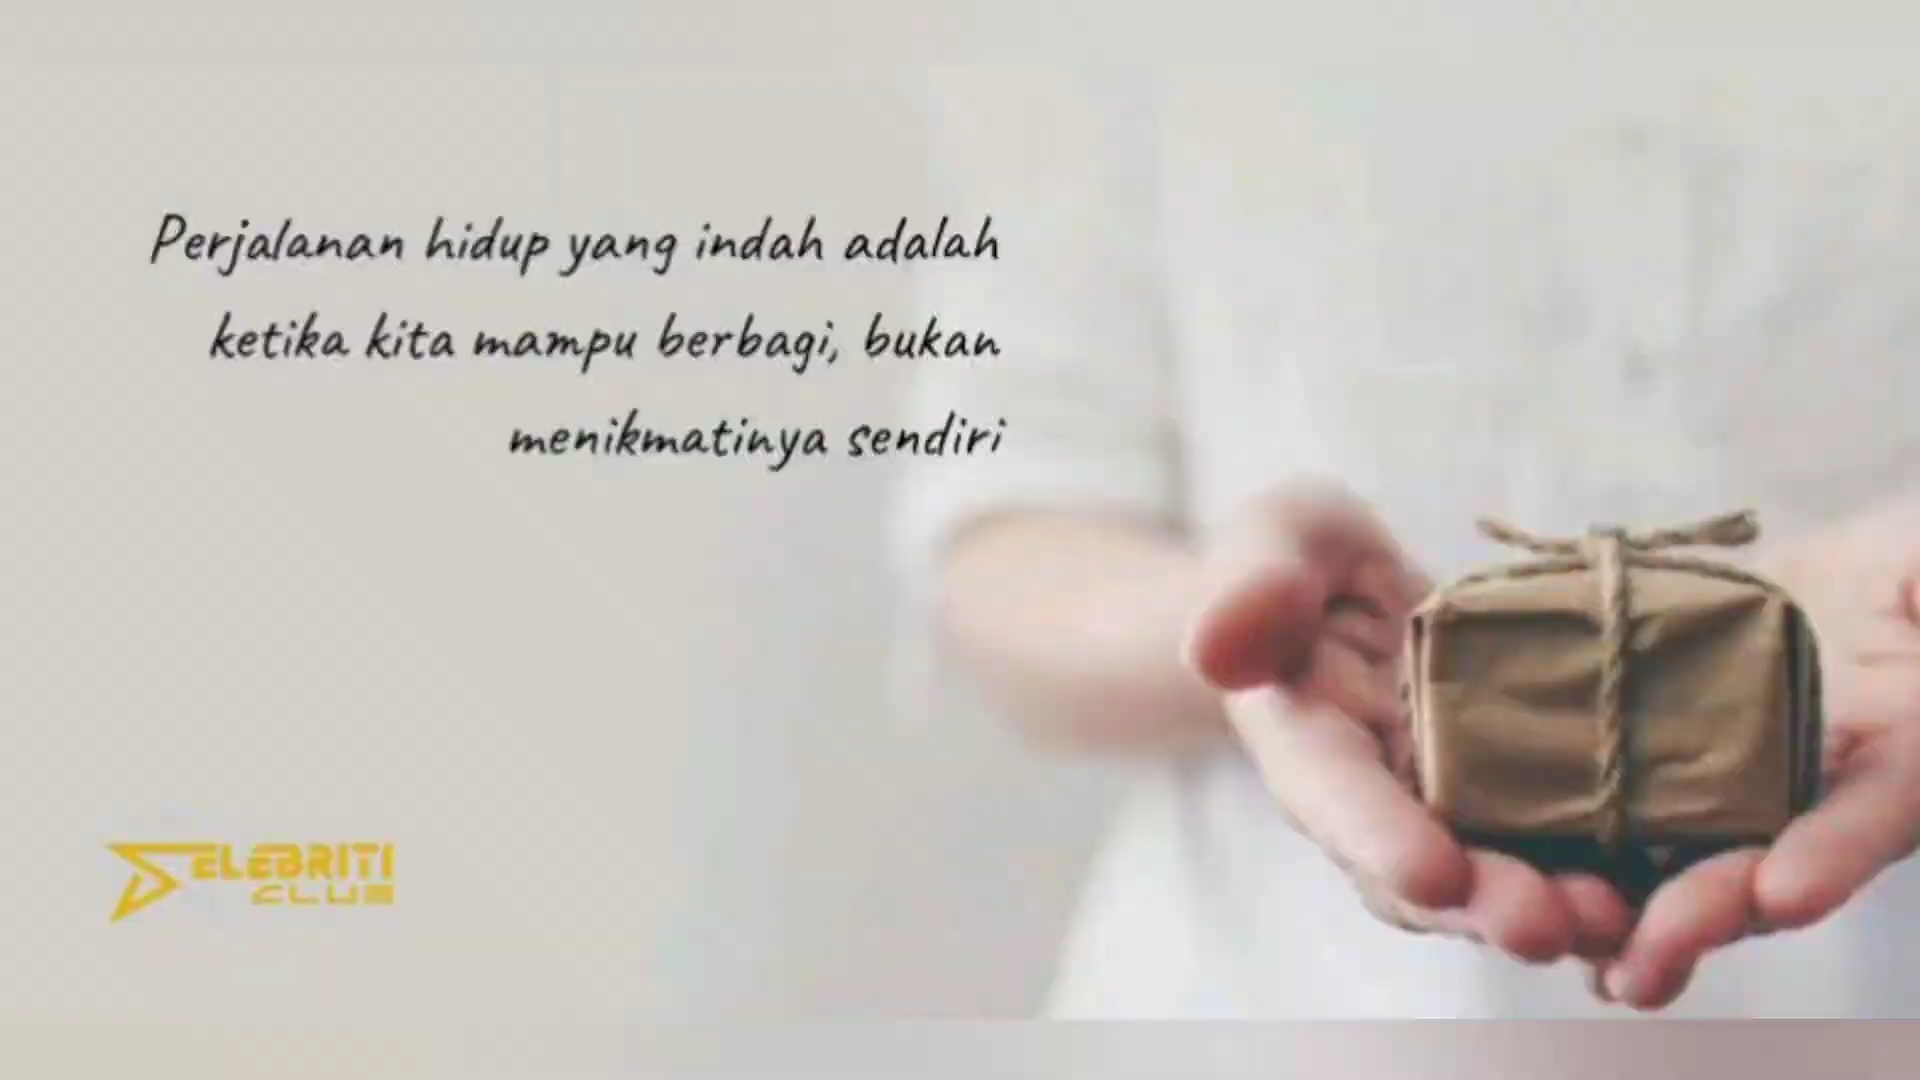 Perjalanan hidup yang indah adalah
ketika kita mampu berbagi, bukan
menikmatinya sendiri
SELEBRITI
CLUB